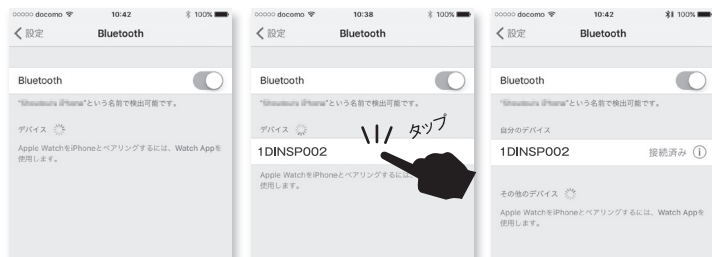 ooooo docomo 10:42 100%
設定 Bluetooth
Bluetooth
"という名前で検出可能です。
デバイス
Apple WatchをiPhoneとペアリングするには、Watch Appを
使用します。
ooooo docomo 10:38 100%
設定 Bluetooth
Bluetooth
"という名前で検出可能です。
デバイス
タップ
1DINSP002
Apple WatchをiPhoneとペアリングするには、
使用します。
ooooo docomo 10:42 100%
設定 Bluetooth
Bluetooth
"という名前で検出可能です。
自分のデバイス
1DINSP002 接続済み
その他のデバイス
Apple WatchをiPhoneとペアリングするには、Watch Appを
使用します。